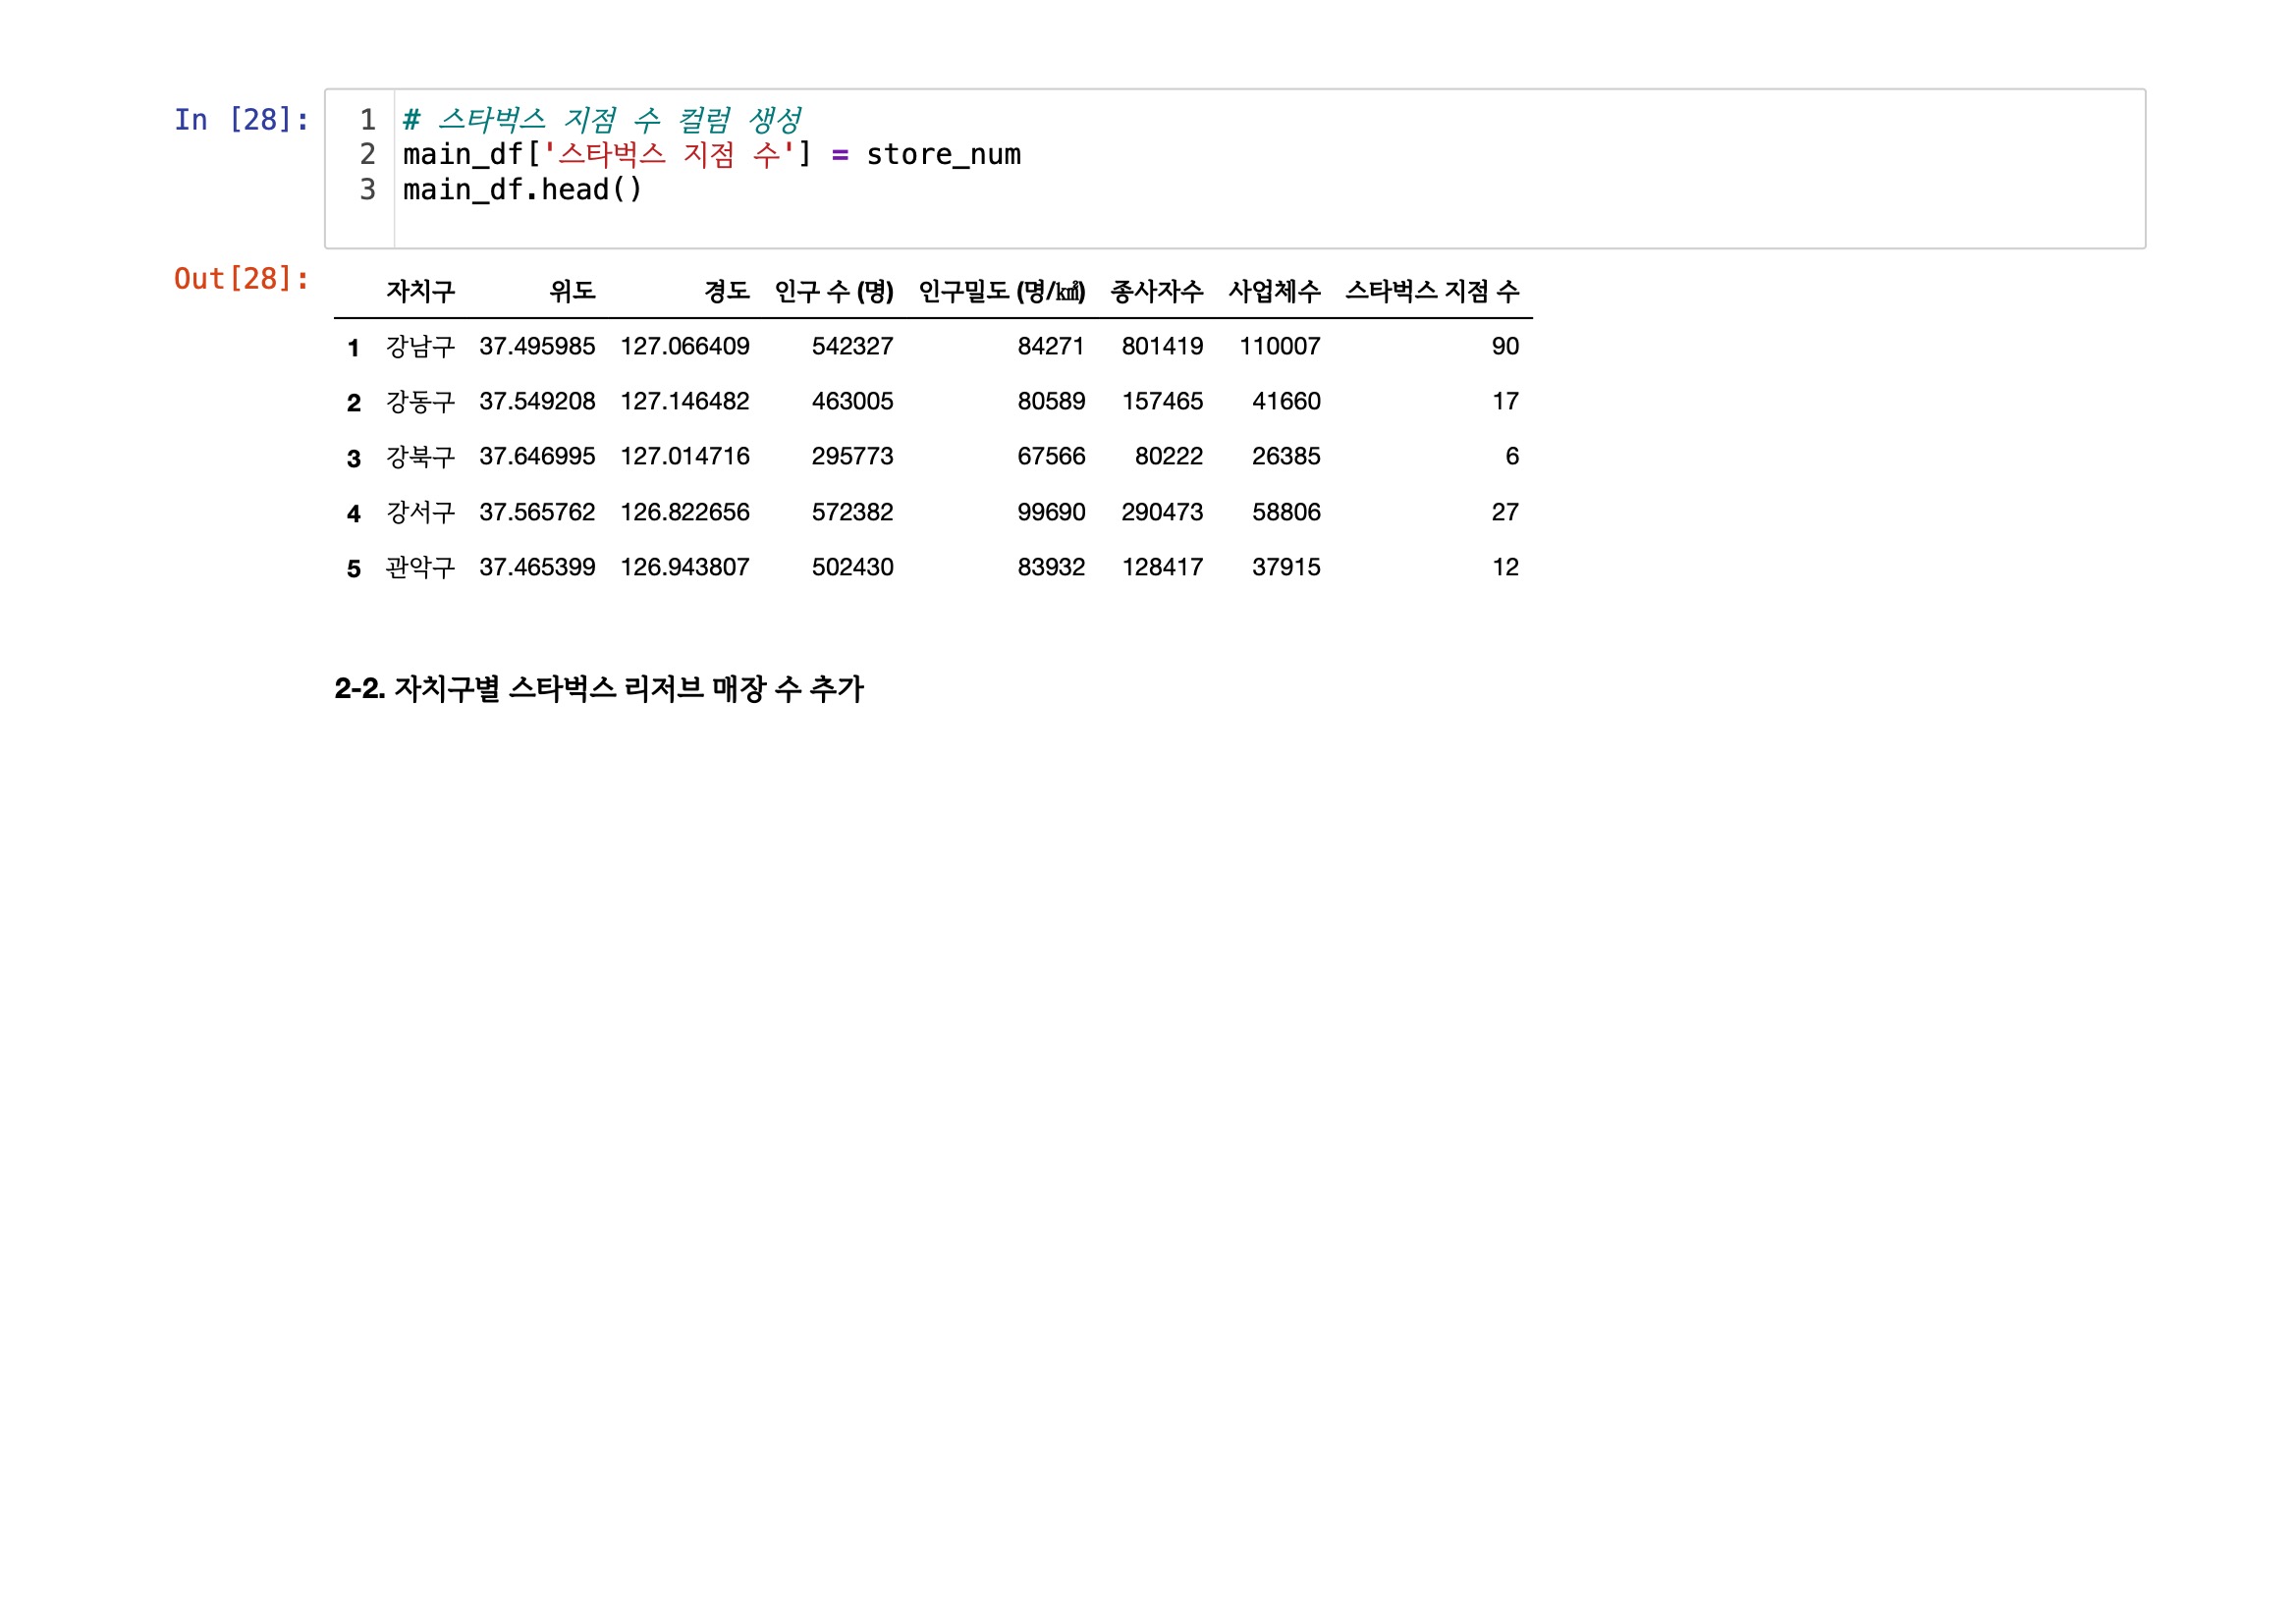 In [28]:
1 # 스타벅스 지점 수 컬럼 생성
2 main_df['스타벅스 지점 수'] = store_num
3 main_df.head()
Out[28]:
자치구 위도 경도 인구 수 (명) 인구밀도 (명/㎢) 종사자수 사업체수 스타벅스 지점 수
1 강남구 37.495985 127.066409 542327 84271 801419 110007 90
2 강동구 37.549208 127.146482 463005 80589 157465 41660 17
3 강북구 37.646995 127.014716 295773 67566 80222 26385 6
4 강서구 37.565762 126.822656 572382 99690 290473 58806 27
5 관악구 37.465399 126.943807 502430 83932 128417 37915 12
2-2. 자치구별 스타벅스 리저브 매장 수 추가